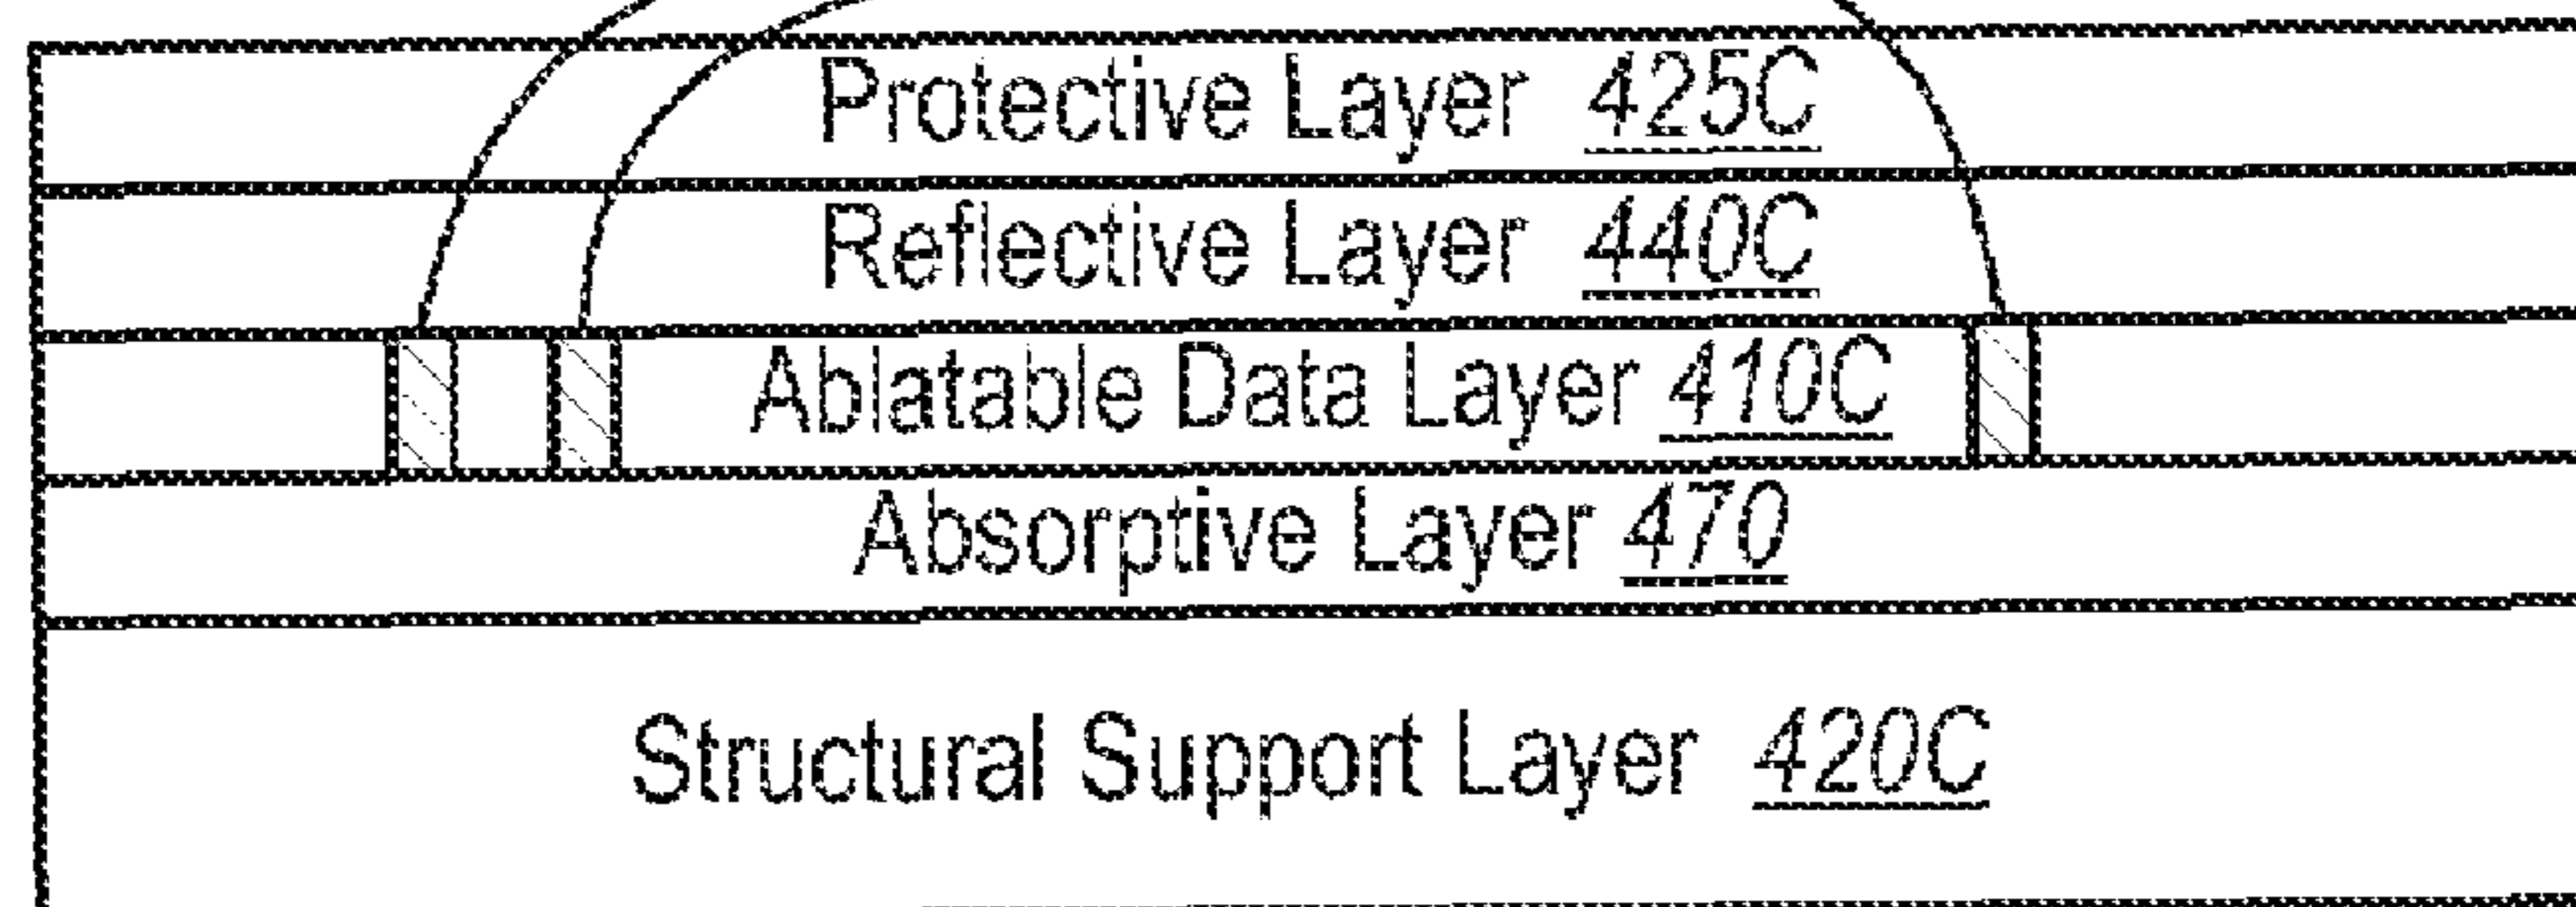 Protective Layer 425C
Reflective Layer 440C
Ablatable Data Layer 410C
Absorptive Layer 470
Structural Support Layer 420C